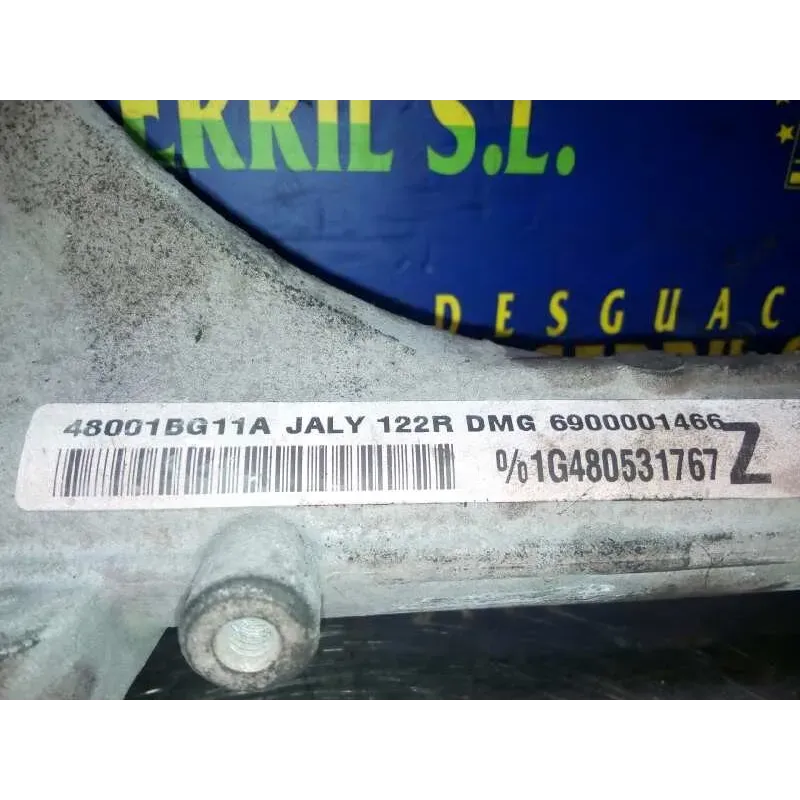 ERRIL S.L.
DESGUAC
48001BG11A JALY 122R DMG 6900001466
%1G480531767 Z